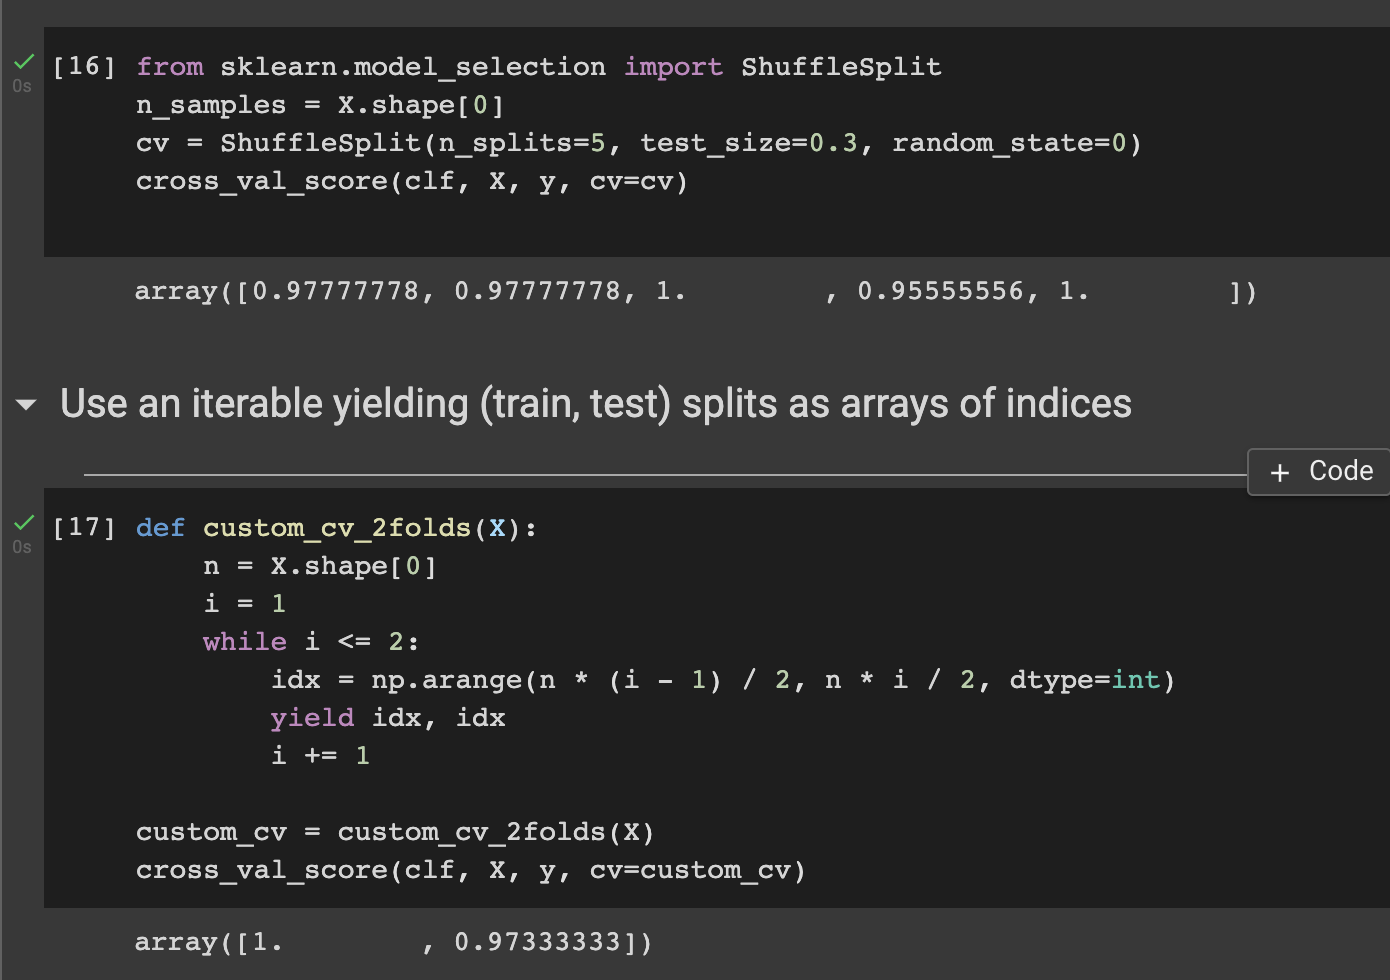 [16] from sklearn.model_selection import ShuffleSplit
n_samples = X.shape[0]
cv = ShuffleSplit(n_splits=5, test_size=0.3, random_state=0)
cross_val_score(clf, X, y, cv=cv)
0s
array([0.97777778, 0.97777778, 1.        , 0.95555556, 1.        ])
Use an iterable yielding (train, test) splits as arrays of indices
+ Code
[17] def custom_cv_2folds(X):
0s
    n = X.shape[0]
    i = 1
    while i <= 2:
        idx = np.arange(n * (i - 1) / 2, n * i / 2, dtype=int)
        yield idx, idx
        i += 1
custom_cv = custom_cv_2folds(X)
cross_val_score(clf, X, y, cv=custom_cv)
array([1.        , 0.97333333])